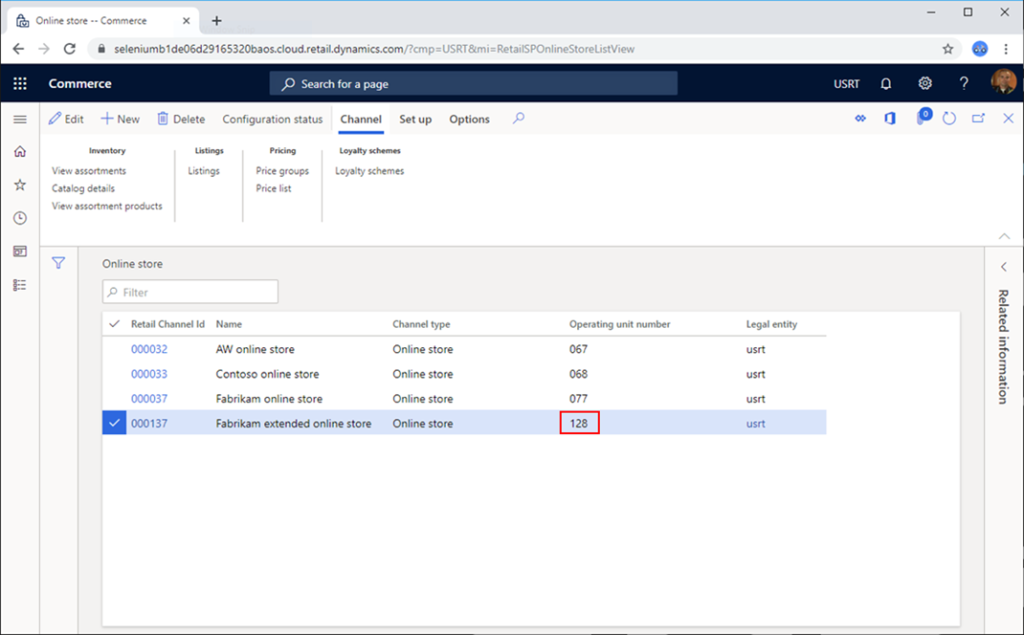 Online store -- Commerce
seleniumb1de06d29165320baos.cloud.retail.dynamics.com/?cmp=USRT&mi=RetailSPOnlineStoreListView
Commerce Search for a page USRT ?
Edit New Delete Configuration status Channel Set up Options 0
Inventory Listings Pricing Loyalty schemes
View assortments Listings Price groups Loyalty schemes
Catalog details Price list
View assortment products
Online store
Filter
Retail Channel Id Name Channel type Operating unit number Legal entity
000032 AW online store Online store 067 usrt
000033 Contoso online store Online store 068 usrt
000037 Fabrikam online store Online store 077 usrt
000137 Fabrikam extended online store Online store 128 usrt
Related information